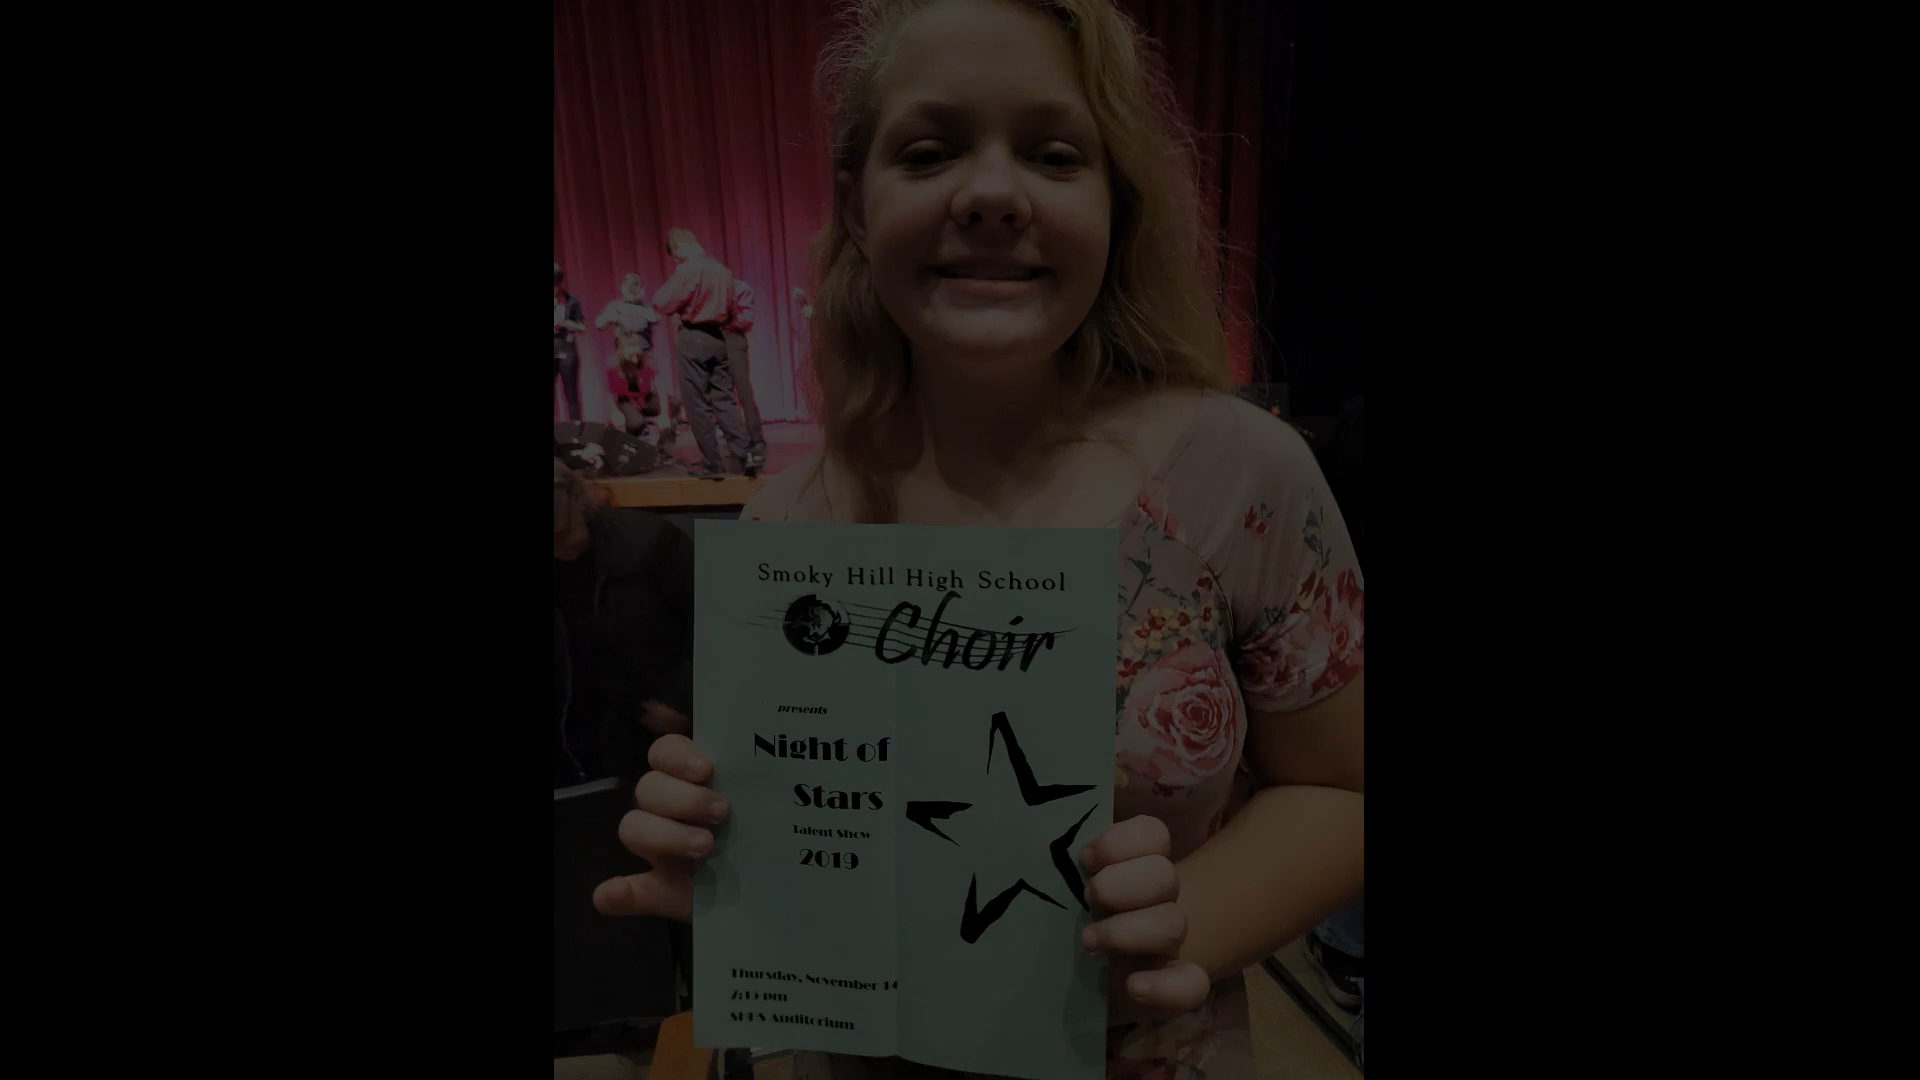 Smoky Hill High School
Choir
presents
Night of
Stars
Talent Show
2019
Thursday, November 14
7:15 pm
SHHS Auditorium